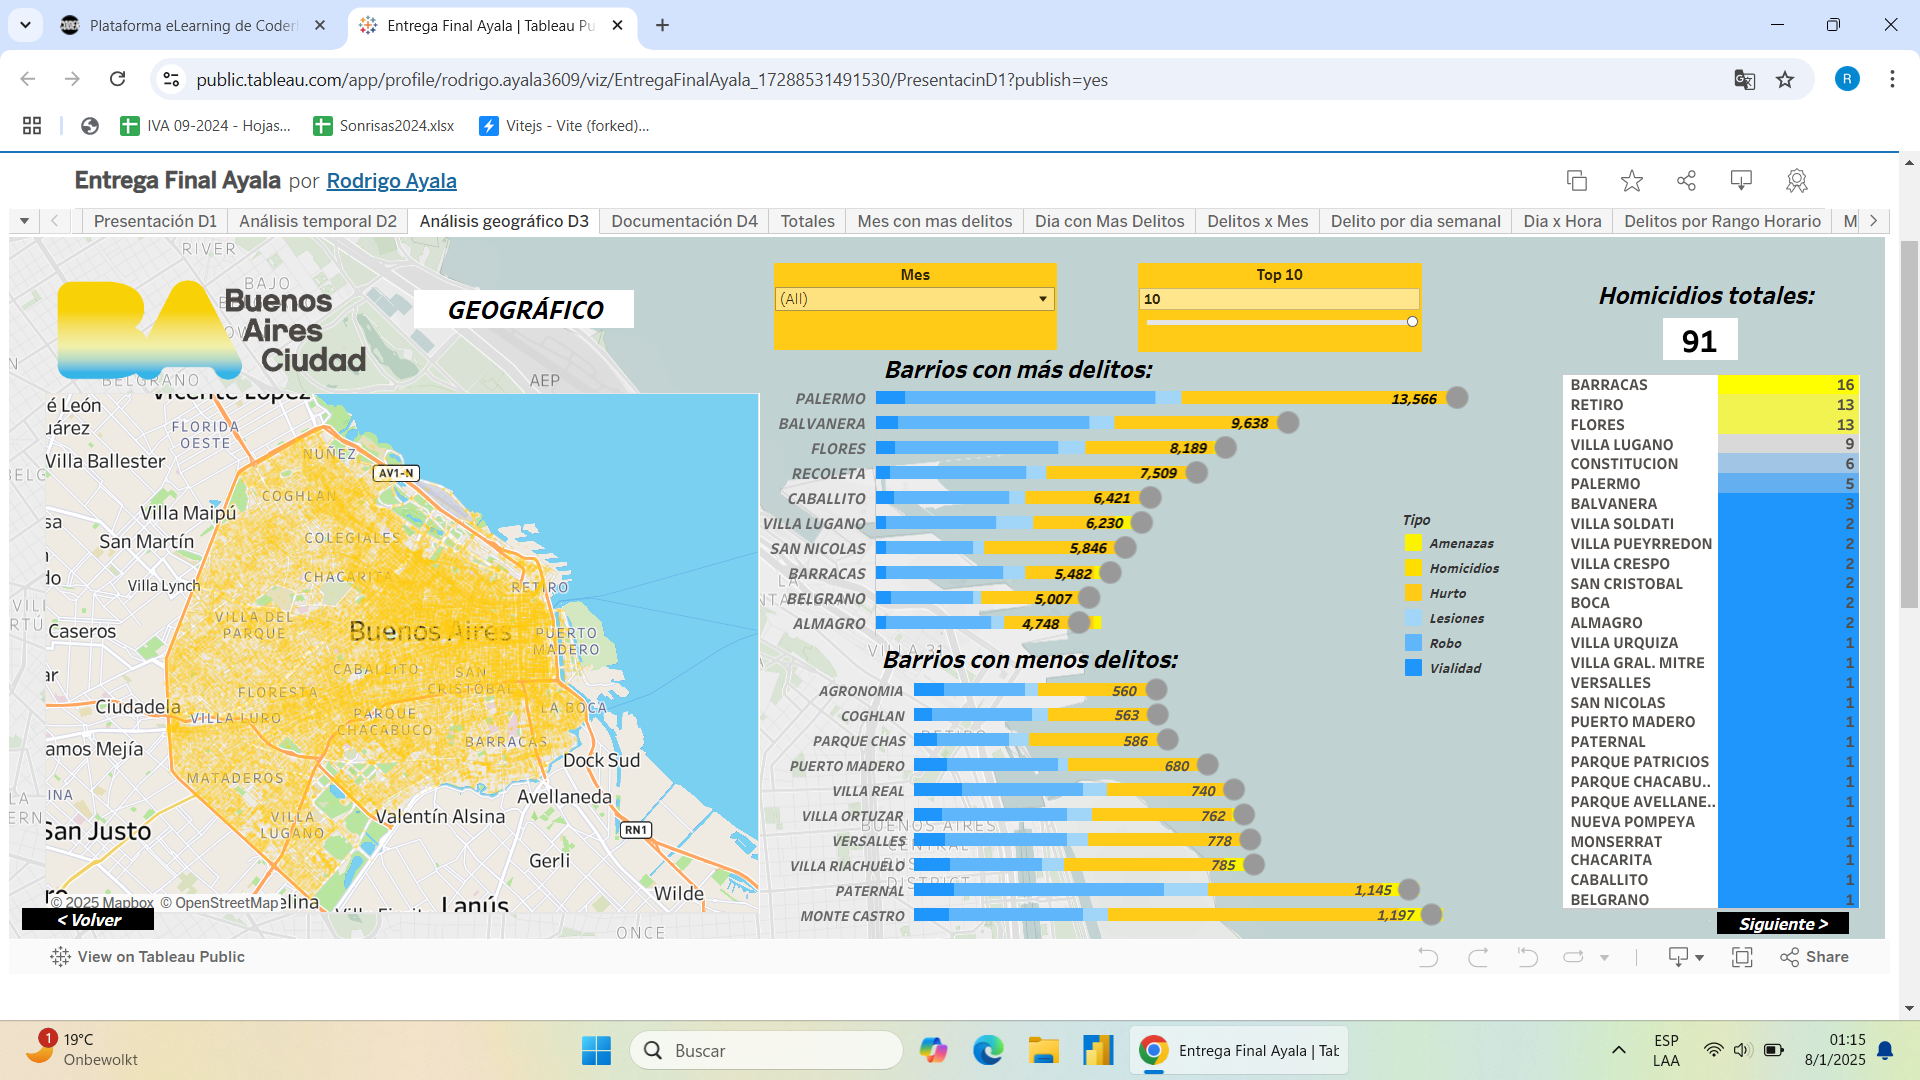 Plataforma eLearning de Coder
Entrega Final Ayala | Tableau Pu
public.tableau.com/app/profile/rodrigo.ayala3609/viz/EntregaFinalAyala_17288531491530/PresentacinD1?publish=yes
R
IVA 09-2024 - Hojas...
Sonrisas2024.xlsx
Vitejs - Vite (forked)...
Entrega Final Ayala por Rodrigo Ayala
Presentación D1
Análisis temporal D2
Análisis geográfico D3
Documentación D4
Totales
Mes con mas delitos
Dia con Mas Delitos
Delitos x Mes
Delito por dia semanal
Dia x Hora
Delitos por Rango Horario
M
BA
Buenos
Aires
Ciudad
GEOGRÁFICO
Mes
(All)
Top 10
10
Homicidios totales:
91
RIVER
BAJO
BELGRANO
AEP
Vicente López
é León
uárez
FLORIDA
OESTE
Villa Ballester
NÚÑEZ
AV1-N
COGHLAN
Villa Maipú
San Martín
COLEGIALES
CHACARITA
Villa Lynch
RETIRO
VILLA DEL
PARQUE
Caseros
Buenos Aires
PUERTO
MADERO
CABALLITO
SAN
CRISTÓBAL
FLORESTA
Ciudadela
VILLA LURO
PARQUE
CHACABUCO
LA BOCA
BARRACAS
amos Mejía
Dock Sud
MATADEROS
Avellaneda
Valentín Alsina
VILLA
LUGANO
RN1
San Justo
Gerli
Wilde
Lanús
© 2025 Mapbox © OpenStreetMap
elina
ONCE
< Volver
Barrios con más delitos:
PALERMO 13,566
BALVANERA 9,638
FLORES 8,189
RECOLETA 7,509
CABALLITO 6,421
VILLA LUGANO 6,230
SAN NICOLAS 5,846
BARRACAS 5,482
BELGRANO 5,007
ALMAGRO 4,748
VILLA 31
Barrios con menos delitos:
AGRONOMIA 560
COGHLAN 563
PARQUE CHAS 586
PUERTO MADERO 680
VILLA REAL 740
VILLA ORTUZAR 762
VERSALLES 778
VILLA RIACHUELO 785
PATERNAL 1,145
MONTE CASTRO 1,197
RETIRO
BUENOS AIRES
CENTRAL
DISTRICT
Tipo
Amenazas
Homicidios
Hurto
Lesiones
Robo
Vialidad
BARRACAS 16
RETIRO 13
FLORES 13
VILLA LUGANO 9
CONSTITUCION 6
PALERMO 5
BALVANERA 3
VILLA SOLDATI 2
VILLA PUEYRREDON 2
VILLA CRESPO 2
SAN CRISTOBAL 2
BOCA 2
ALMAGRO 2
VILLA URQUIZA 1
VILLA GRAL. MITRE 1
VERSALLES 1
SAN NICOLAS 1
PUERTO MADERO 1
PATERNAL 1
PARQUE PATRICIOS 1
PARQUE CHACABU.. 1
PARQUE AVELLANE.. 1
NUEVA POMPEYA 1
MONSERRAT 1
CHACARITA 1
CABALLITO 1
BELGRANO 1
Siguiente >
View on Tableau Public
Share
1
19°C
Onbewolkt
Buscar
Entrega Final Ayala | Tab
ESP
LAA
01:15
8/1/2025